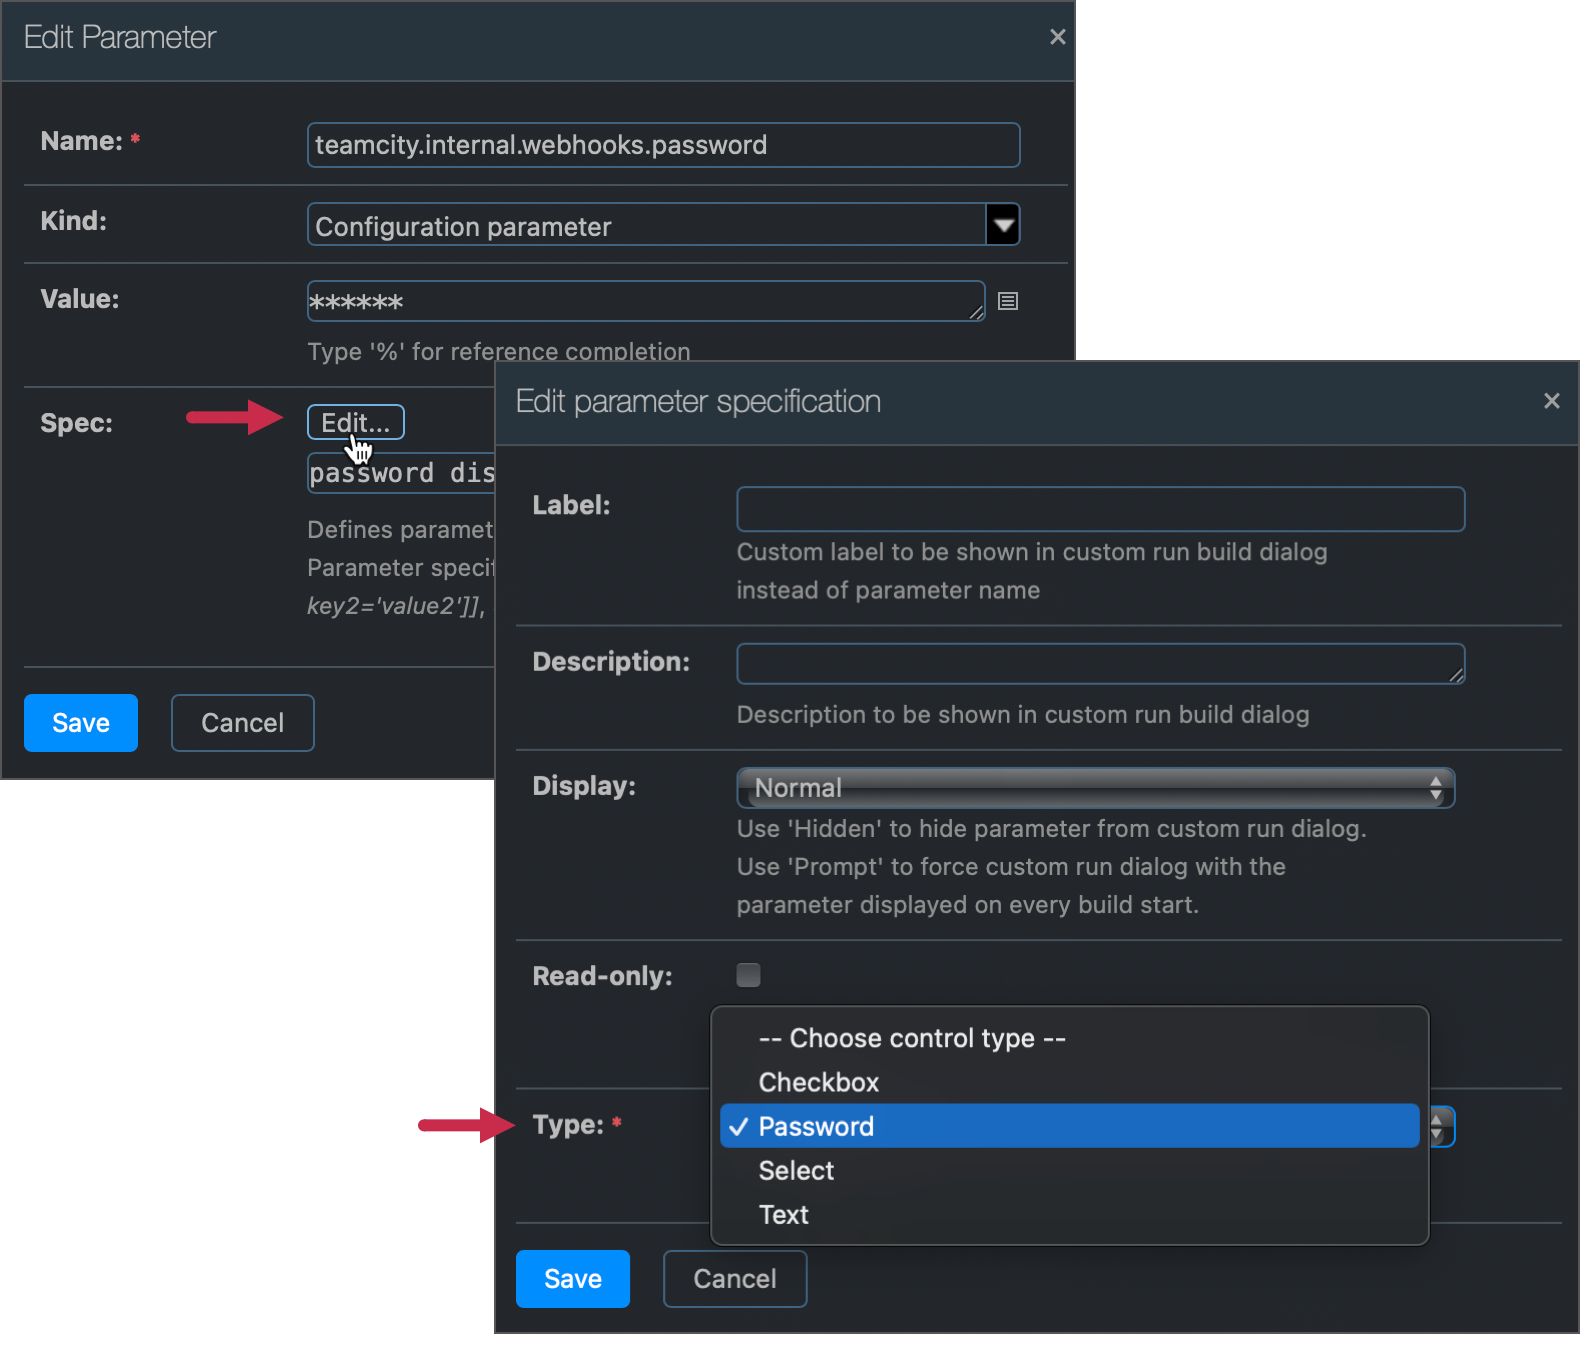 Edit Parameter
Name: *
teamcity.internal.webhooks.password
Kind:
Configuration parameter
Value:
******
Type '%' for reference completion
Spec:
Edit...
password dis
Defines paramet
Parameter specif
key2='value2']],
Save
Cancel
Edit parameter specification
Label:
Custom label to be shown in custom run build dialog
instead of parameter name
Description:
Description to be shown in custom run build dialog
Display:
Normal
Use 'Hidden' to hide parameter from custom run dialog.
Use 'Prompt' to force custom run dialog with the
parameter displayed on every build start.
Read-only:
-- Choose control type --
Checkbox
Type: *
✓ Password
Select
Text
Save
Cancel